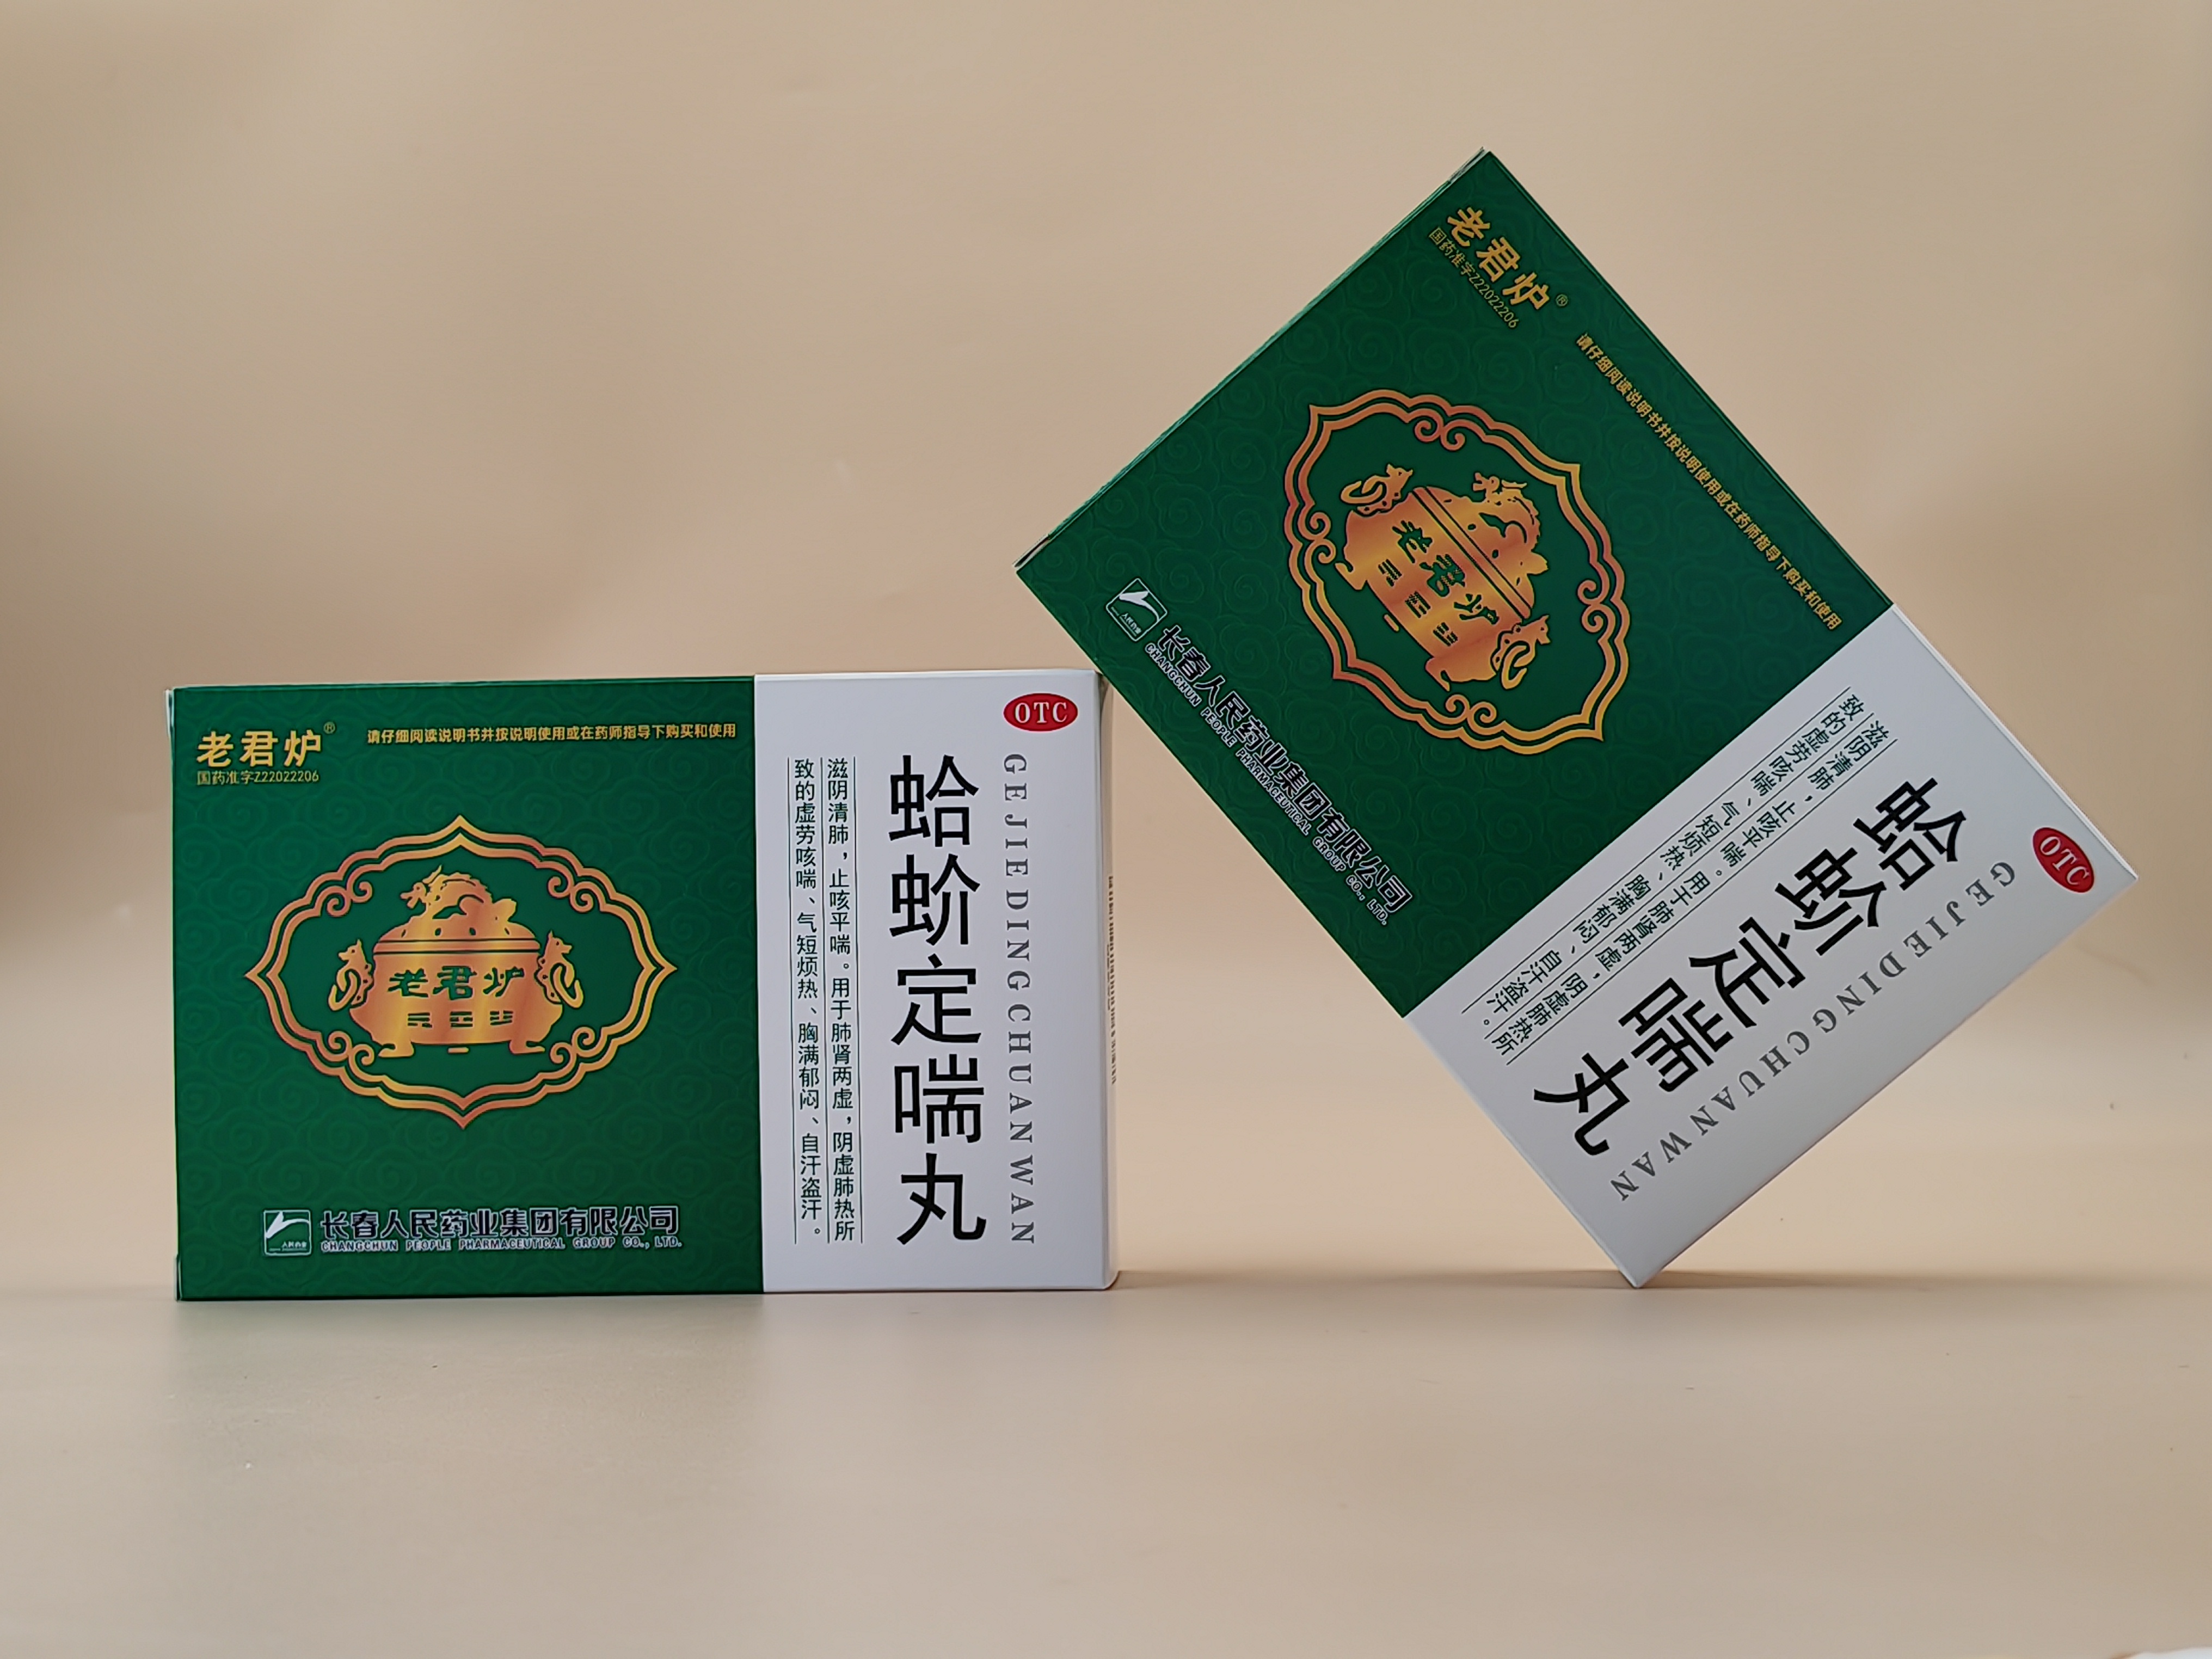 老君炉®
国药准字Z22022206
请仔细阅读说明书并按说明使用或在药师指导下购买和使用
老君炉
人民药业
长春人民药业集团有限公司
CHANGCHUN PEOPLE PHARMACEUTICAL GROUP CO., LTD.
OTC
蛤蚧定喘丸
GEJIEDINGCHUANWAN
滋阴清肺，止咳平喘。用于肺肾两虚，阴虚肺热所
致的虚劳咳喘、气短烦热、胸满郁闷、自汗盗汗。
老君炉®
国药准字Z22022206
请仔细阅读说明书并按说明使用或在药师指导下购买和使用
老君炉
人民药业
长春人民药业集团有限公司
CHANGCHUN PEOPLE PHARMACEUTICAL GROUP CO., LTD.
OTC
蛤蚧定喘丸
GEJIEDINGCHUANWAN
滋阴清肺，止咳平喘。用于肺肾两虚，阴虚肺热所
致的虚劳咳喘、气短烦热、胸满郁闷、自汗盗汗。